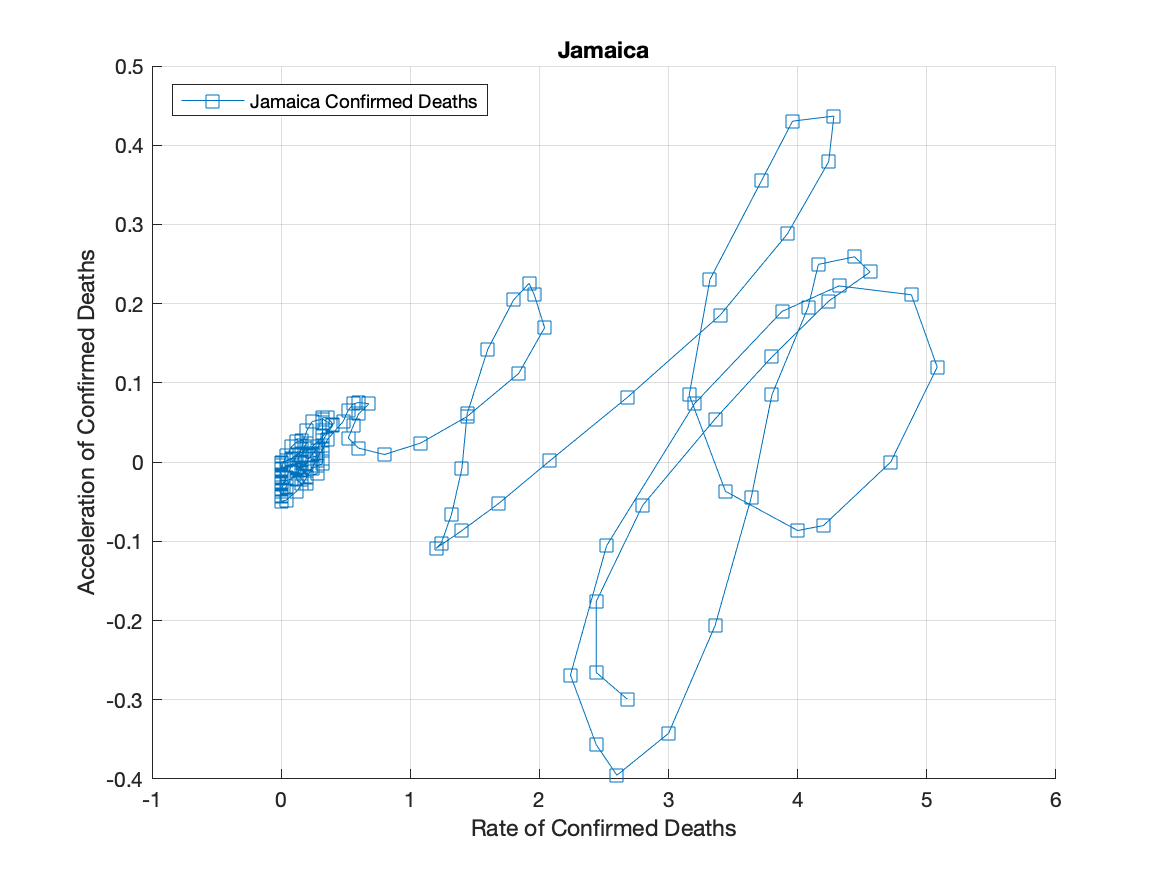 Jamaica
Jamaica Confirmed Deaths
0.5
0.4
0.3
0.2
0.1
0
-0.1
-0.2
-0.3
-0.4
Acceleration of Confirmed Deaths
-1 0 1 2 3 4 5 6
Rate of Confirmed Deaths